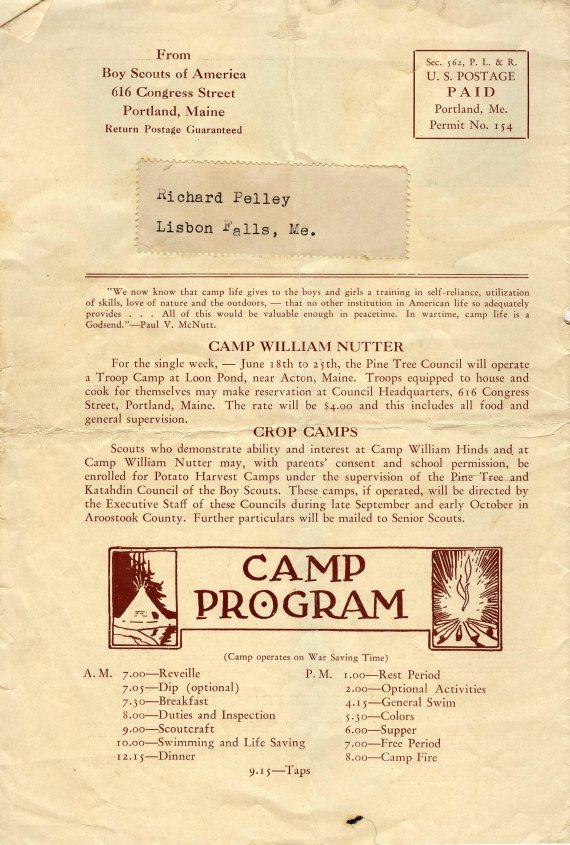 From
Boy Scouts of America
616 Congress Street
Portland, Maine
Return Postage Guaranteed
Sec. 562, P. L. & R.
U. S. POSTAGE
PAID
Portland, Me.
Permit No. 154
Richard Pelley
Lisbon Falls, Me.
"We now know that camp life gives to the boys and girls a training in self-reliance, utilization
of skills, love of nature and the outdoors, — that no other institution in American life so adequately
provides . . . All of this would be valuable enough in peacetime. In wartime, camp life is a
Godsend."—Paul V. McNutt.
CAMP WILLIAM NUTTER
For the single week, — June 18th to 25th, the Pine Tree Council will operate
a Troop Camp at Loon Pond, near Acton, Maine. Troops equipped to house and
cook for themselves may make reservation at Council Headquarters, 616 Congress
Street, Portland, Maine. The rate will be $4.00 and this includes all food and
general supervision.
CROP CAMPS
Scouts who demonstrate ability and interest at Camp William Hinds and at
Camp William Nutter may, with parents' consent and school permission, be
enrolled for Potato Harvest Camps under the supervision of the Pine Tree and
Katahdin Council of the Boy Scouts. These camps, if operated, will be directed by
the Executive Staff of these Councils during late September and early October in
Aroostook County. Further particulars will be mailed to Senior Scouts.
CAMP
PROGRAM
(Camp operates on War Saving Time)
A. M. 7.00—Reveille
7.05—Dip (optional)
7.30—Breakfast
8.00—Duties and Inspection
9.00—Scoutcraft
10.00—Swimming and Life Saving
12.15—Dinner
P. M. 1.00—Rest Period
2.00—Optional Activities
4.15—General Swim
5.30—Colors
6.00—Supper
7.00—Free Period
8.00—Camp Fire
9.15—Taps